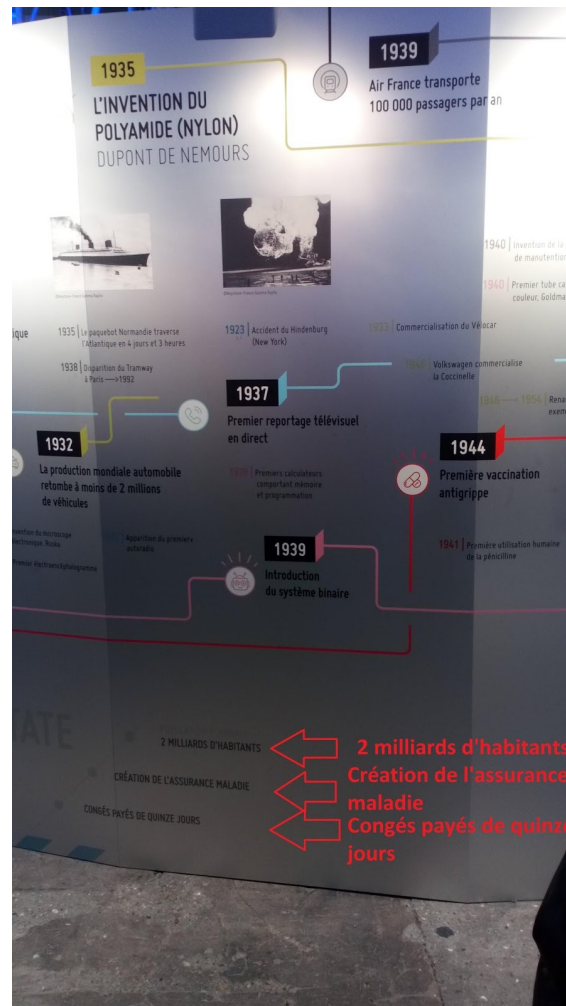 1935
L'INVENTION DU
POLYAMIDE (NYLON)
DUPONT DE NEMOURS
1939
Air France transporte
100 000 passagers par an
1940 Invention de la
de manutention
1940 Premier tube
couleur,
1935 Le paquebot Normandie traverse
l'Atlantique en 4 jours et 3 heures
1938 Disparition du Tramway
à Paris —>1992
1923 Accident du Hindenburg
(New York)
1933 Commercialisation du Vélocar
Volkswagen commercialise
la Coccinelle
1937
Premier reportage télévisuel
en direct
1932
La production mondiale automobile
retombe à moins de 2 millions
de véhicules
Premiers calculateurs
comportant mémoire
et programmation
1944
Première vaccination
antigrippe
1941 Première utilisation humaine
de la pénicilline
Apparition du premiers
autoradio
1939
Introduction
du système binaire
2 MILLIARDS D'HABITANTS
CRÉATION DE L'ASSURANCE MALADIE
CONGÉS PAYÉS DE QUINZE JOURS
2 milliards d'habitants
Création de l'assurance
maladie
Congés payés de quinze
jours